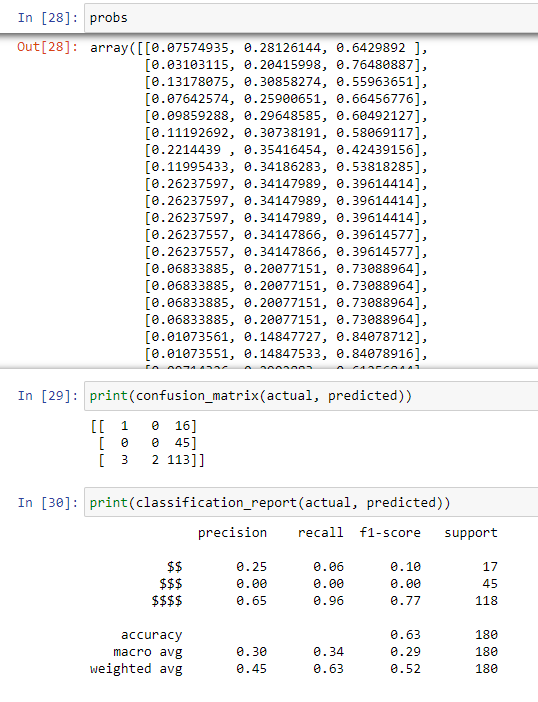 In [28]: probs
Out[28]: array([[0.07574935, 0.28126144, 0.6429892 ],
[0.03103115, 0.20415998, 0.76480887],
[0.13178075, 0.30858274, 0.55963651],
[0.07642574, 0.25900651, 0.66456776],
[0.09859288, 0.29648585, 0.60492127],
[0.11192692, 0.30738191, 0.58069117],
[0.2214439 , 0.35416454, 0.42439156],
[0.11995433, 0.34186283, 0.53818285],
[0.26237597, 0.34147989, 0.39614414],
[0.26237597, 0.34147989, 0.39614414],
[0.26237597, 0.34147989, 0.39614414],
[0.26237557, 0.34147866, 0.39614577],
[0.26237557, 0.34147866, 0.39614577],
[0.06833885, 0.20077151, 0.73088964],
[0.06833885, 0.20077151, 0.73088964],
[0.06833885, 0.20077151, 0.73088964],
[0.06833885, 0.20077151, 0.73088964],
[0.01073561, 0.14847727, 0.84078712],
[0.01073551, 0.14847533, 0.84078916],
In [29]: print(confusion_matrix(actual, predicted))
[[ 1 0 16]
[ 0 0 45]
[ 3 2 113]]
In [30]: print(classification_report(actual, predicted))
precision recall f1-score support
$$ 0.25 0.06 0.10 17
$$$ 0.00 0.00 0.00 45
$$$$ 0.65 0.96 0.77 118
accuracy 0.63 180
macro avg 0.30 0.34 0.29 180
weighted avg 0.45 0.63 0.52 180